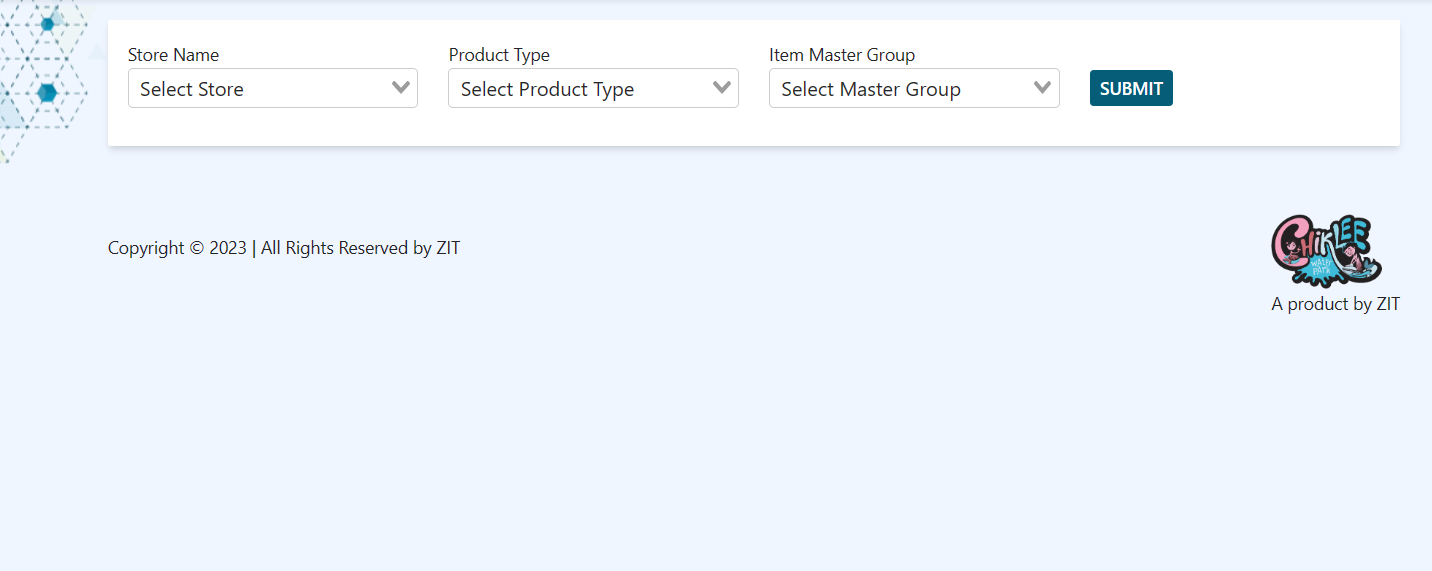 Store Name
Product Type
Item Master Group
Select Store
Select Product Type
Select Master Group
SUBMIT
Copyright © 2023 | All Rights Reserved by ZIT
CHIKLEE
WATER
PARK
A product by ZIT